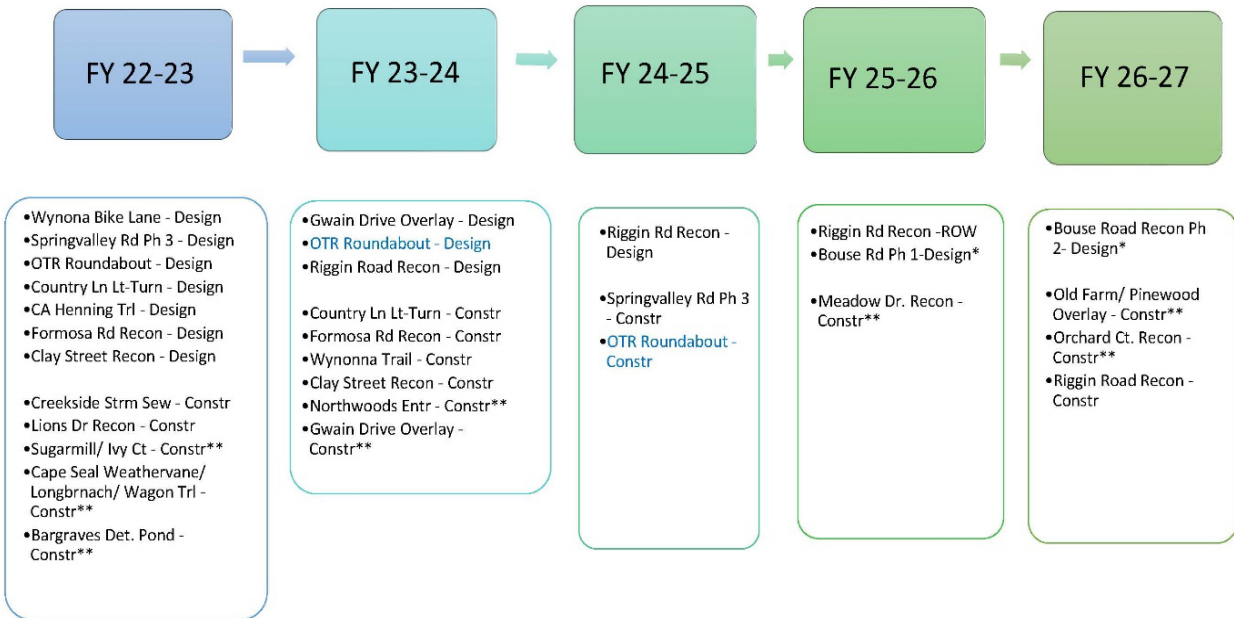 FY 22-23
FY 23-24
FY 24-25
FY 25-26
FY 26-27
•Wynona Bike Lane - Design
•Springvalley Rd Ph 3 - Design
•OTR Roundabout - Design
•Country Ln Lt-Turn - Design
•CA Henning Trl - Design
•Formosa Rd Recon - Design
•Clay Street Recon - Design
•Creekside Strm Sew - Constr
•Lions Dr Recon - Constr
•Sugarmill/ Ivy Ct - Constr**
•Cape Seal Weathervane/
Longbrnach/ Wagon Trl -
Constr**
•Bargraves Det. Pond -
Constr**
•Gwain Drive Overlay - Design
•OTR Roundabout - Design
•Riggin Road Recon - Design
•Country Ln Lt-Turn - Constr
•Formosa Rd Recon - Constr
•Wynonna Trail - Constr
•Clay Street Recon - Constr
•Northwoods Entr - Constr**
•Gwain Drive Overlay -
Constr**
•Riggin Rd Recon -
Design
•Springvalley Rd Ph 3
- Constr
•OTR Roundabout -
Constr
•Riggin Rd Recon -ROW
•Bouse Rd Ph 1-Design*
•Meadow Dr. Recon -
Constr**
•Bouse Road Recon Ph
2- Design*
•Old Farm/ Pinewood
Overlay - Constr**
•Orchard Ct. Recon -
Constr**
•Riggin Road Recon -
Constr